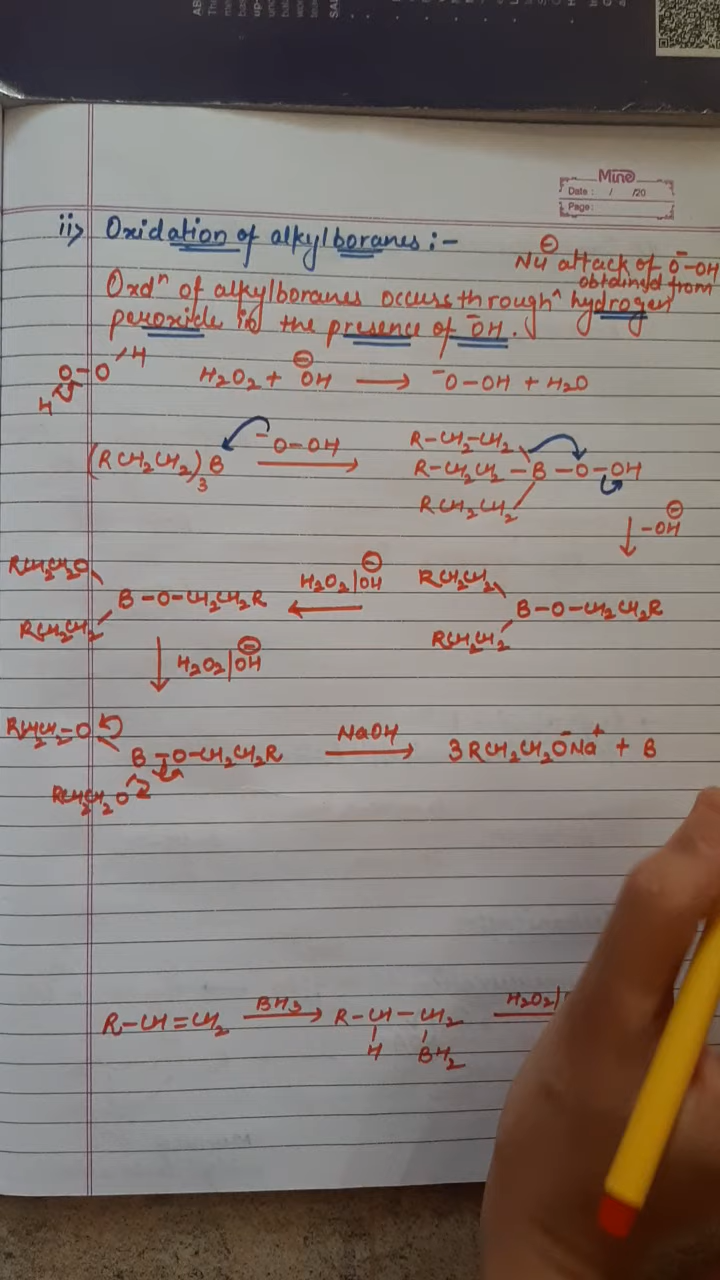 Mine
Date : / /20
Page:
ii> Oxidation of alkylboranes :-
Nu⊖ attack of ⁻O-OH
obtained from
Oxdⁿ of alkylboranes occurs through ^ hydrogen
peroxide in the presence of ⁻OH.
H O-O H H₂O₂ + ⊖OH ⟶ ⁻O-OH + H₂O
(RCH₂CH₂)₃B ⁻O-OH ⟶
R-CH₂-CH₂
R-CH₂CH₂-B-O-OH
RCH₂CH₂
↓ -OH⊖
RCH₂CH₂ B-O-CH₂CH₂R
RCH₂CH₂
H₂O₂|OH⊖ ⟵
RCH₂CH₂O B-O-CH₂CH₂R
RCH₂CH₂
↓ H₂O₂|OH⊖
RCH₂CH₂-O
B-O-CH₂CH₂R NaOH ⟶ 3RCH₂CH₂O⁻Na⁺ + B
RCH₂CH₂O
R-CH=CH₂ BH₃ ⟶ R-CH-CH₂ H₂O₂|
H BH₂